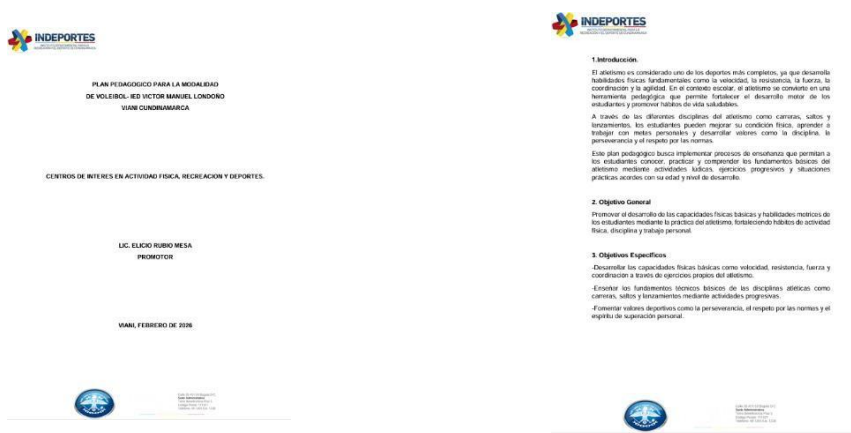 INDEPORTES
PLAN PEDAGOGICO PARA LA MODALIDAD
DE VOLEIBOL- IED VICTOR MANUEL LONDOÑO
VIANI CUNDINAMARCA
CENTROS DE INTERES EN ACTIVIDAD FISICA, RECREACION Y DEPORTES.
LIC. ELICIO RUBIO MESA
PROMOTOR
VIANI, FEBRERO DE 2026
INDEPORTES
1.Introducción.
El atletismo es considerado uno de los deportes más completos, ya que desarrolla
habilidades físicas fundamentales como la velocidad, la resistencia, la fuerza, la
coordinación y la agilidad. En el contexto escolar, el atletismo se convierte en una
herramienta pedagógica que permite fortalecer el desarrollo motor de los
estudiantes y promover hábitos de vida saludables.
A través de las diferentes disciplinas del atletismo como carreras, saltos y
lanzamientos, los estudiantes pueden mejorar su condición física, aprender a
trabajar con metas personales y desarrollar valores como la disciplina, la
perseverancia y el respeto por las normas.
Este plan pedagógico busca implementar procesos de enseñanza que permitan a
los estudiantes conocer, practicar y comprender los fundamentos básicos del
atletismo mediante actividades lúdicas, ejercicios progresivos y situaciones
prácticas acordes con su edad y nivel de desarrollo.
2. Objetivo General
Promover el desarrollo de las capacidades físicas básicas y habilidades motrices de
los estudiantes mediante la práctica del atletismo, fortaleciendo hábitos de actividad
física, disciplina y trabajo personal.
3. Objetivos Específicos
-Desarrollar las capacidades físicas básicas como velocidad, resistencia, fuerza y
coordinación a través de ejercicios propios del atletismo.
-Enseñar los fundamentos técnicos básicos de las disciplinas atléticas como
carreras, saltos y lanzamientos mediante actividades progresivas.
-Fomentar valores deportivos como la perseverancia, el respeto por las normas y el
espíritu de superación personal.